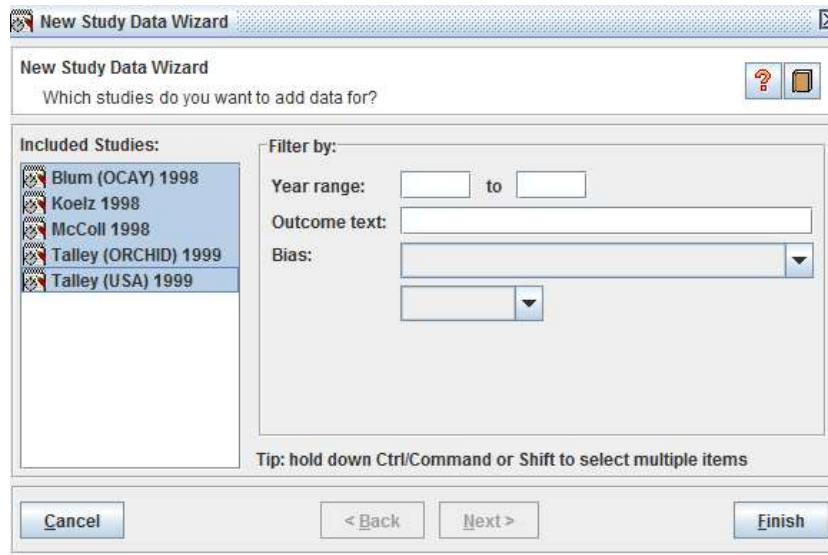 New Study Data Wizard
New Study Data Wizard
Which studies do you want to add data for?
Included Studies:
Blum (OCAY) 1998
Koelz 1998
McColl 1998
Talley (ORCHID) 1999
Talley (USA) 1999
Filter by:
Year range: to
Outcome text:
Bias:
Tip: hold down Ctrl/Command or Shift to select multiple items
Cancel < Back Next > Finish